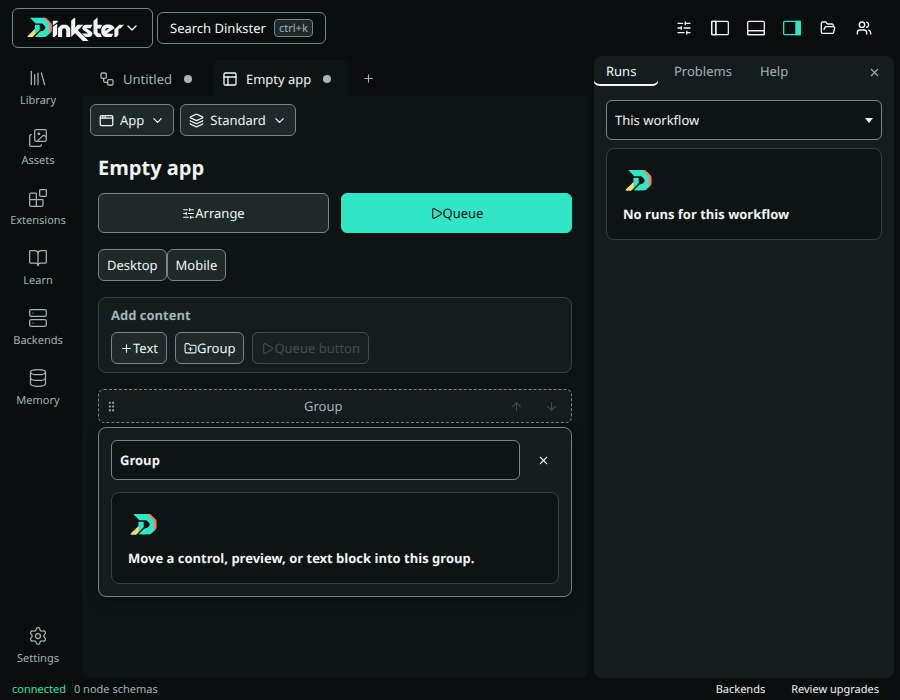 Dinkster
Search Dinkster ctrl+k
Library
Assets
Extensions
Learn
Backends
Memory
Settings
Untitled
Empty app
App
Standard
Empty app
Arrange
Queue
Desktop
Mobile
Add content
Text
Group
Queue button
Group
Group
Move a control, preview, or text block into this group.
Runs
Problems
Help
This workflow
No runs for this workflow
connected
0 node schemas
Backends
Review upgrades